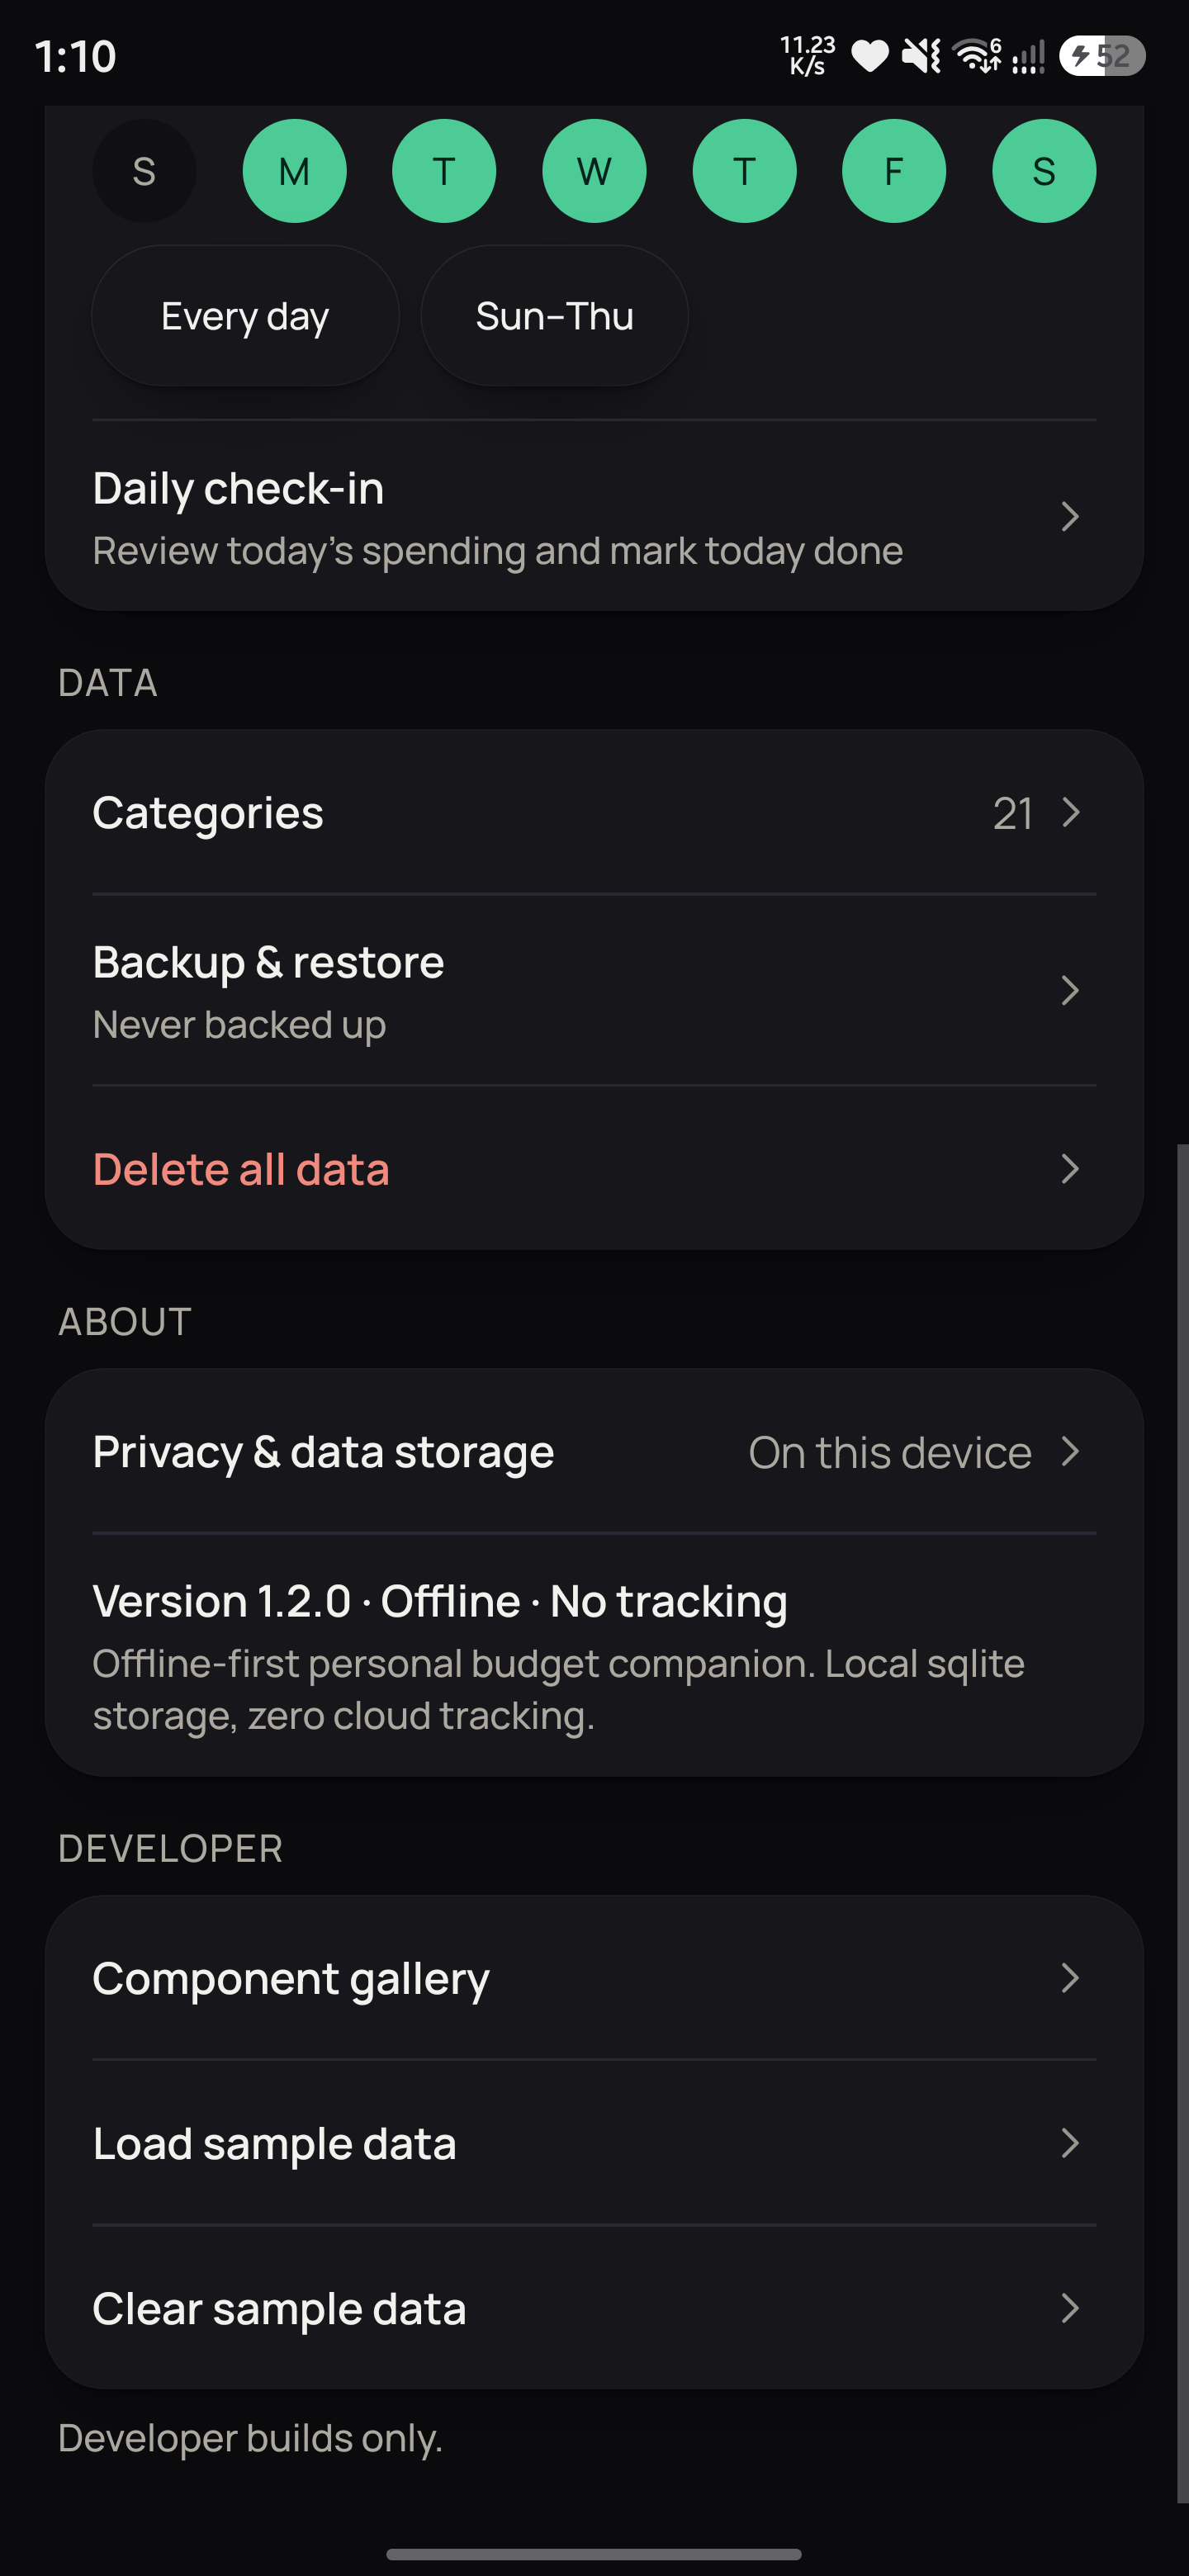 1:10
11.23
K/s
6
52
S M T W T F S
Every day Sun–Thu
Daily check-in
Review today's spending and mark today done
DATA
Categories 21
Backup & restore
Never backed up
Delete all data
ABOUT
Privacy & data storage On this device
Version 1.2.0 · Offline · No tracking
Offline-first personal budget companion. Local sqlite
storage, zero cloud tracking.
DEVELOPER
Component gallery
Load sample data
Clear sample data
Developer builds only.